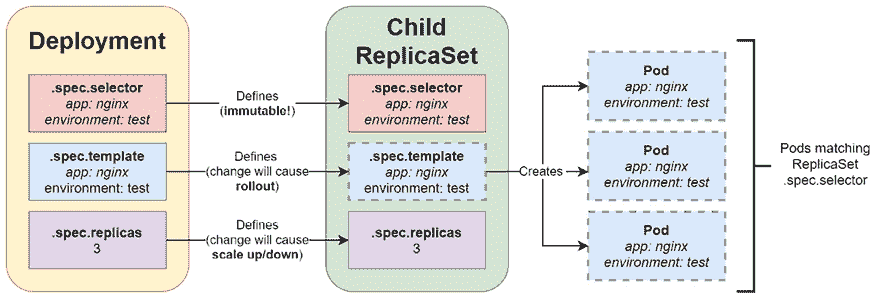 Deployment
.spec.selector
app: nginx
environment: test
.spec.template
app: nginx
environment: test
.spec.replicas
3
Defines
(immutable!)
Defines
(change will cause
rollout)
Defines
(change will cause
scale up/down)
Child
ReplicaSet
.spec.selector
app: nginx
environment: test
.spec.template
app: nginx
environment: test
.spec.replicas
3
Creates
Pod
app: nginx
environment: test
Pod
app: nginx
environment: test
Pod
app: nginx
environment: test
Pods matching
ReplicaSet
.spec.selector